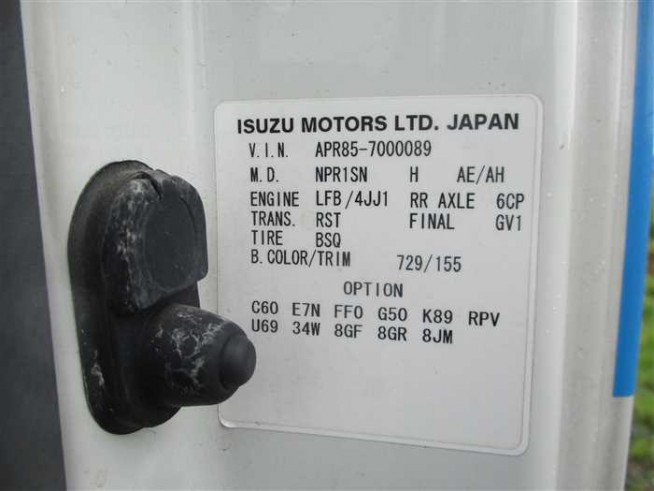 ISUZU MOTORS LTD. JAPAN
V.I.N. APR85-7000089
M.D. NPR1SN H AE/AH
ENGINE LFB/4JJ1 RR AXLE 6CP
TRANS. RST FINAL GV1
TIRE BSQ
B.COLOR/TRIM 729/155
OPTION
C60 E7N FF0 G50 K89 RPV
U69 34W 8GF 8GR 8JM